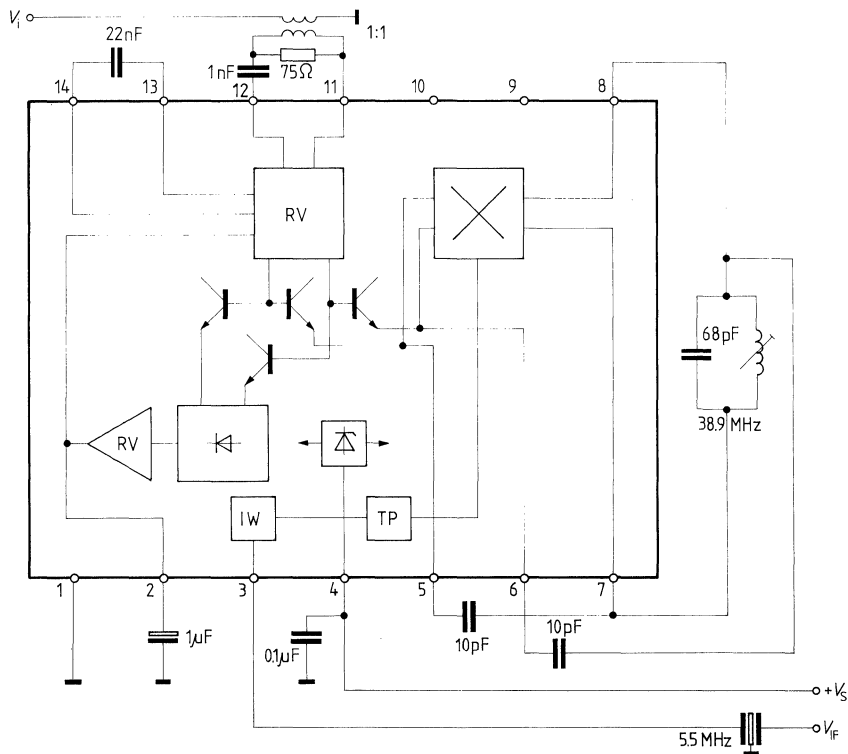 Vi
1:1
22nF
1nF
75Ω
14
13
12
11
10
9
8
RV
68pF
38.9 MHz
RV
IW
TP
1
2
3
4
5
6
7
1µF
0.1µF
10pF
10pF
+VS
5.5 MHz
VIF